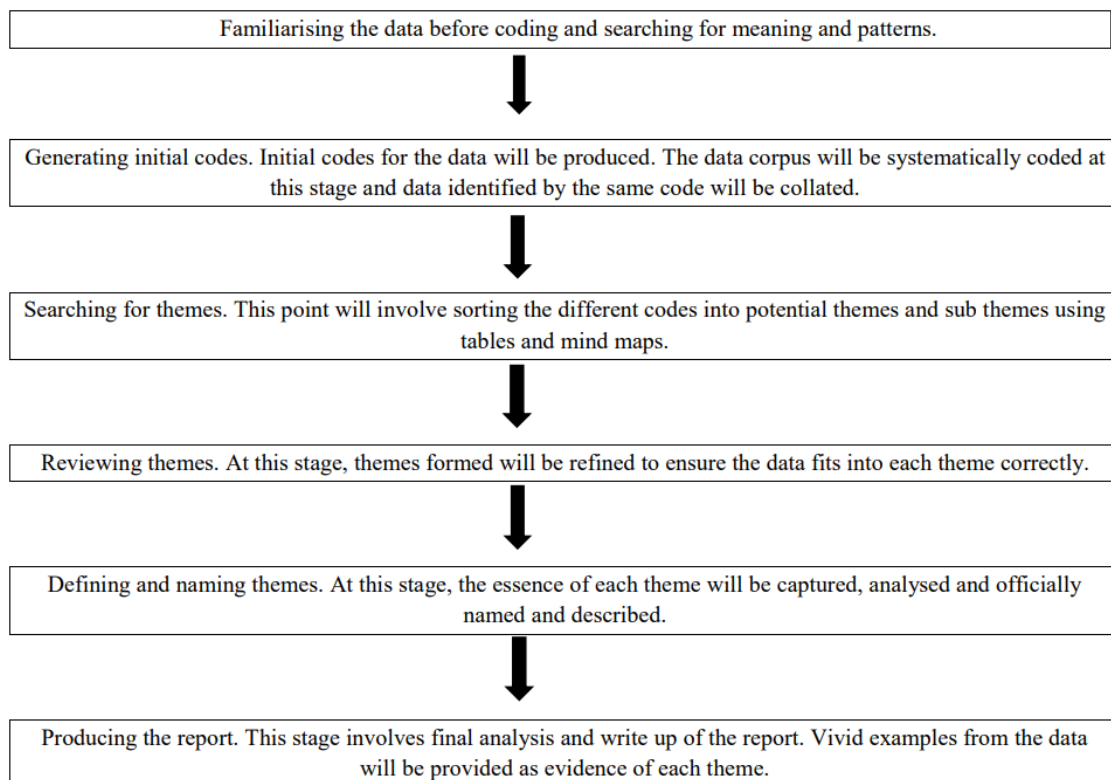 Familiarising the data before coding and searching for meaning and patterns.
Generating initial codes. Initial codes for the data will be produced. The data corpus will be systematically coded at
this stage and data identified by the same code will be collated.
Searching for themes. This point will involve sorting the different codes into potential themes and sub themes using
tables and mind maps.
Reviewing themes. At this stage, themes formed will be refined to ensure the data fits into each theme correctly.
Defining and naming themes. At this stage, the essence of each theme will be captured, analysed and officially
named and described.
Producing the report. This stage involves final analysis and write up of the report. Vivid examples from the data
will be provided as evidence of each theme.